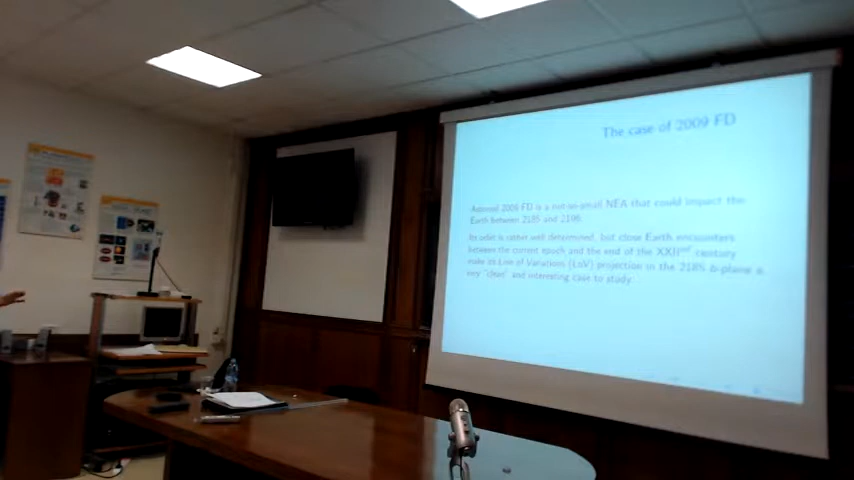 The case of 2009 FD
Asteroid 2009 FD is a not-so-small NEA that could impact the
Earth between 2185 and 2196.
Its orbit is rather well determined, but close Earth encounters
between the current epoch and the end of the XXIInd century
make its Line of Variations (LoV) projection in the 2185 b-plane a
very "clean" and interesting case to study.